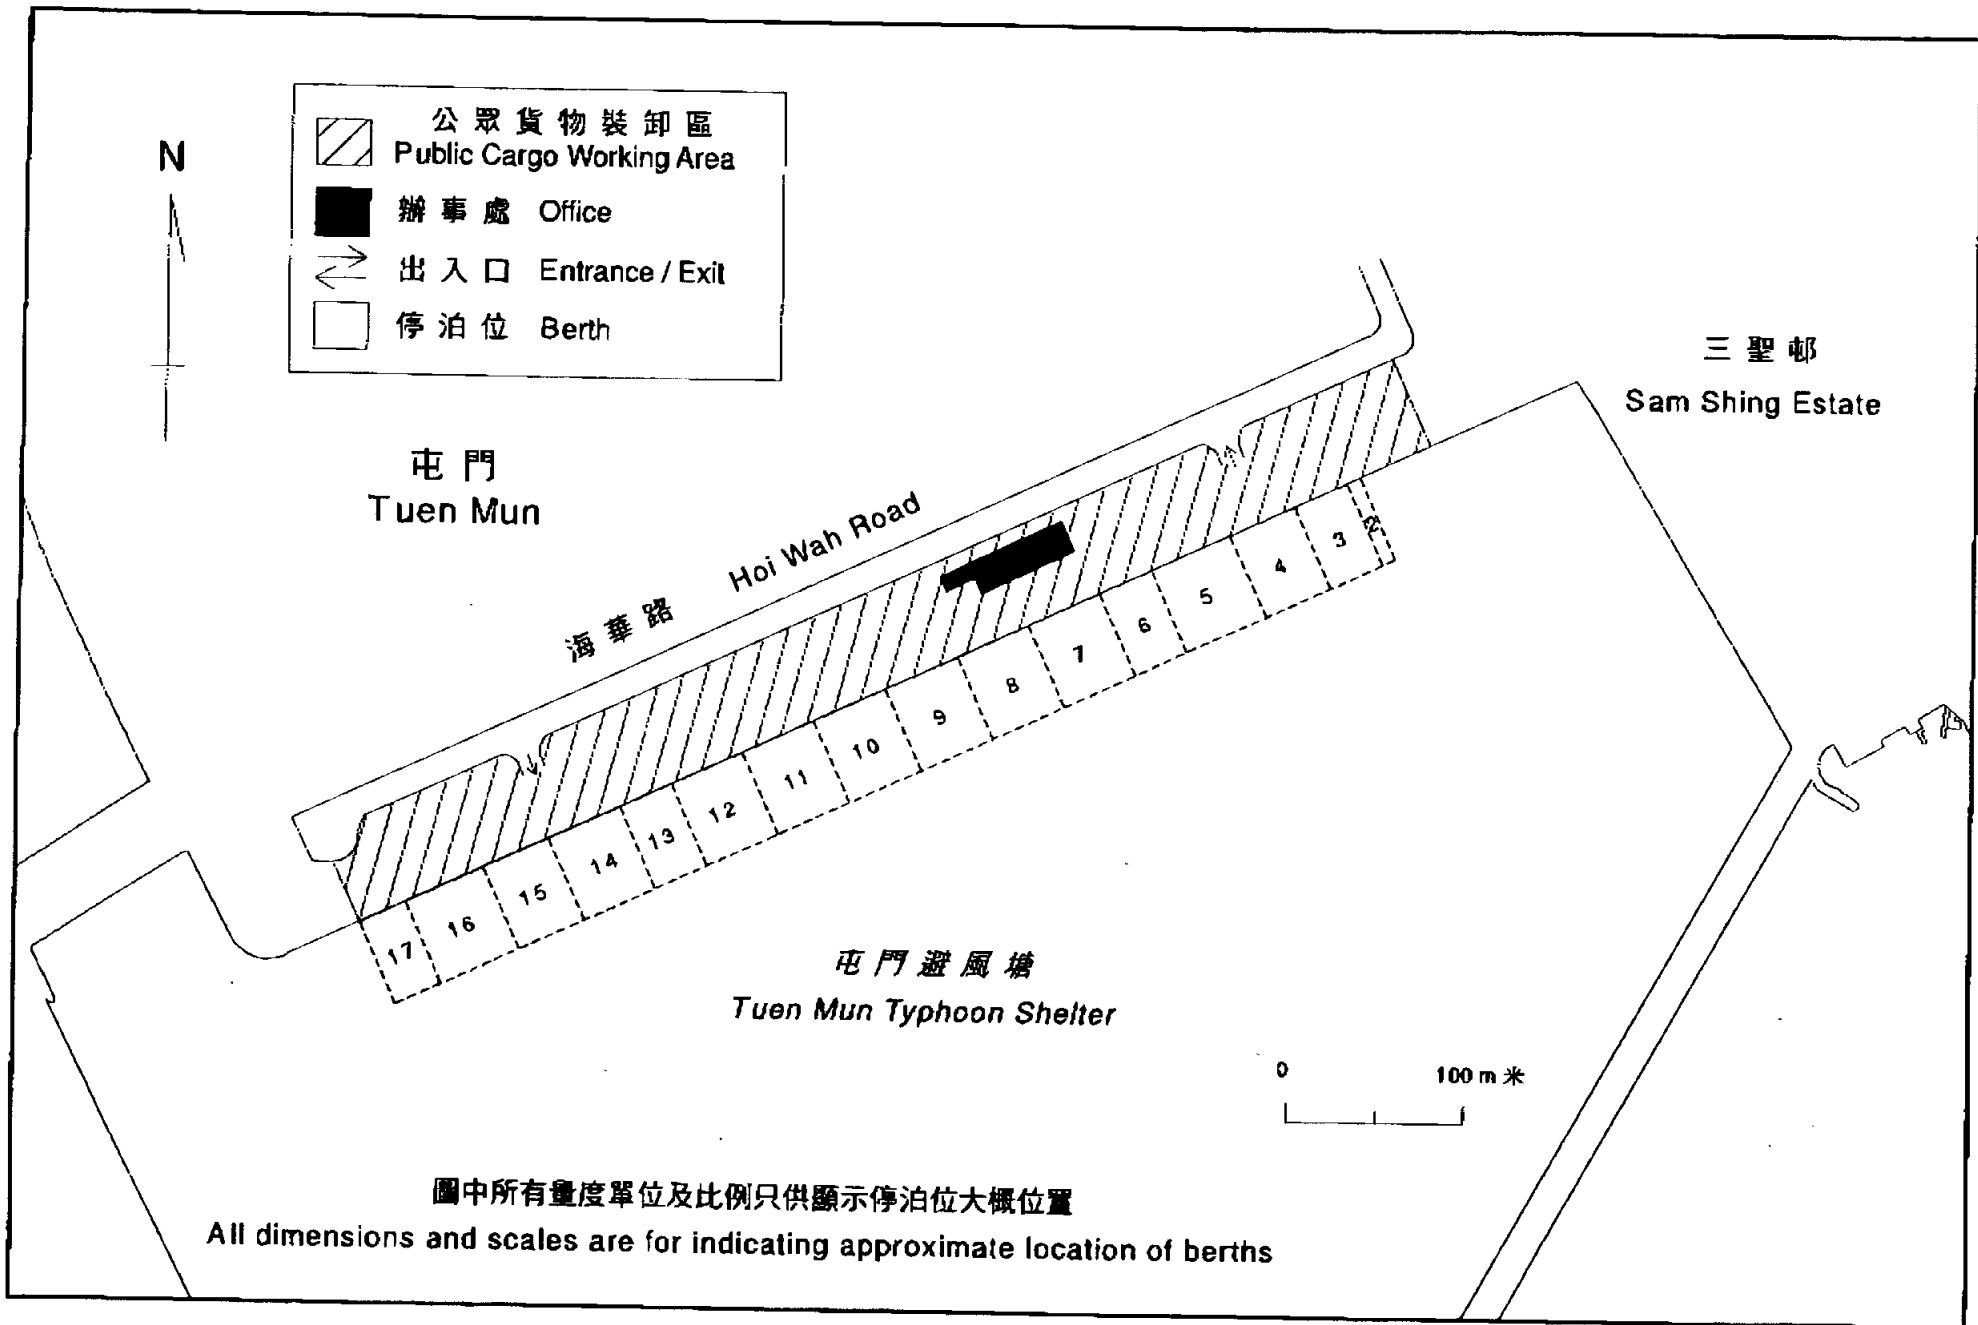 N
公眾貨物裝卸區
Public Cargo Working Area
辦事處 Office
出入口 Entrance / Exit
停泊位 Berth
三聖邨
Sam Shing Estate
屯門
Tuen Mun
海華路 Hoi Wah Road
2
3
4
5
6
7
8
9
10
11
12
13
14
15
16
17
屯門避風塘
Tuen Mun Typhoon Shelter
0 100 m 米
圖中所有量度單位及比例只供顯示停泊位大概位置
All dimensions and scales are for indicating approximate location of berths